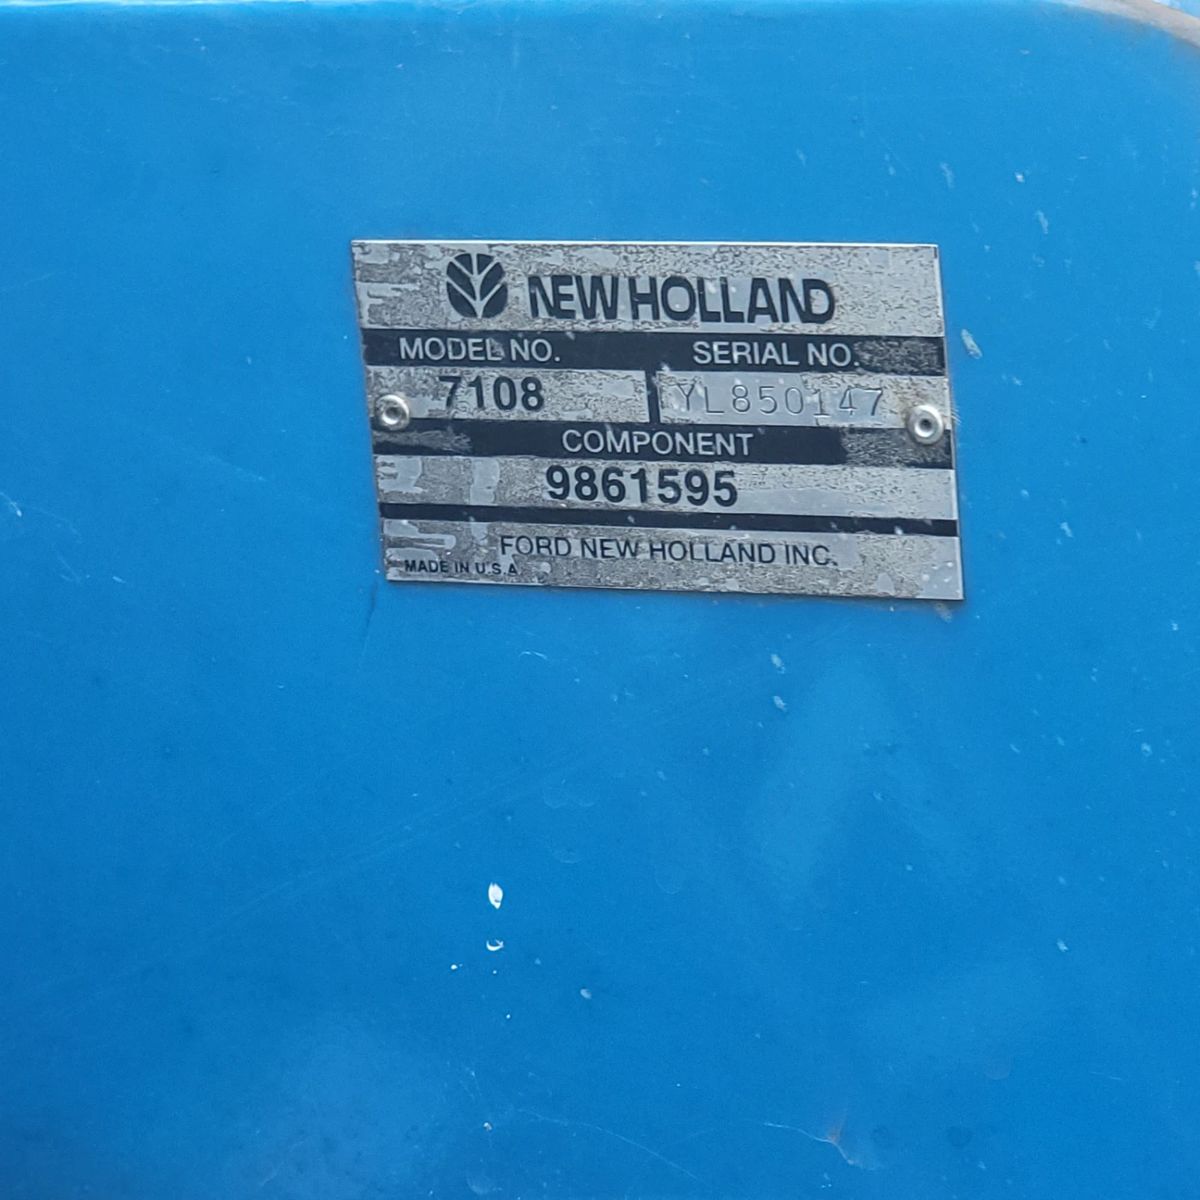 NEW HOLLAND
MODEL NO. SERIAL NO.
7108 YL850147
COMPONENT
9861595
FORD NEW HOLLAND INC.
MADE IN U.S.A.